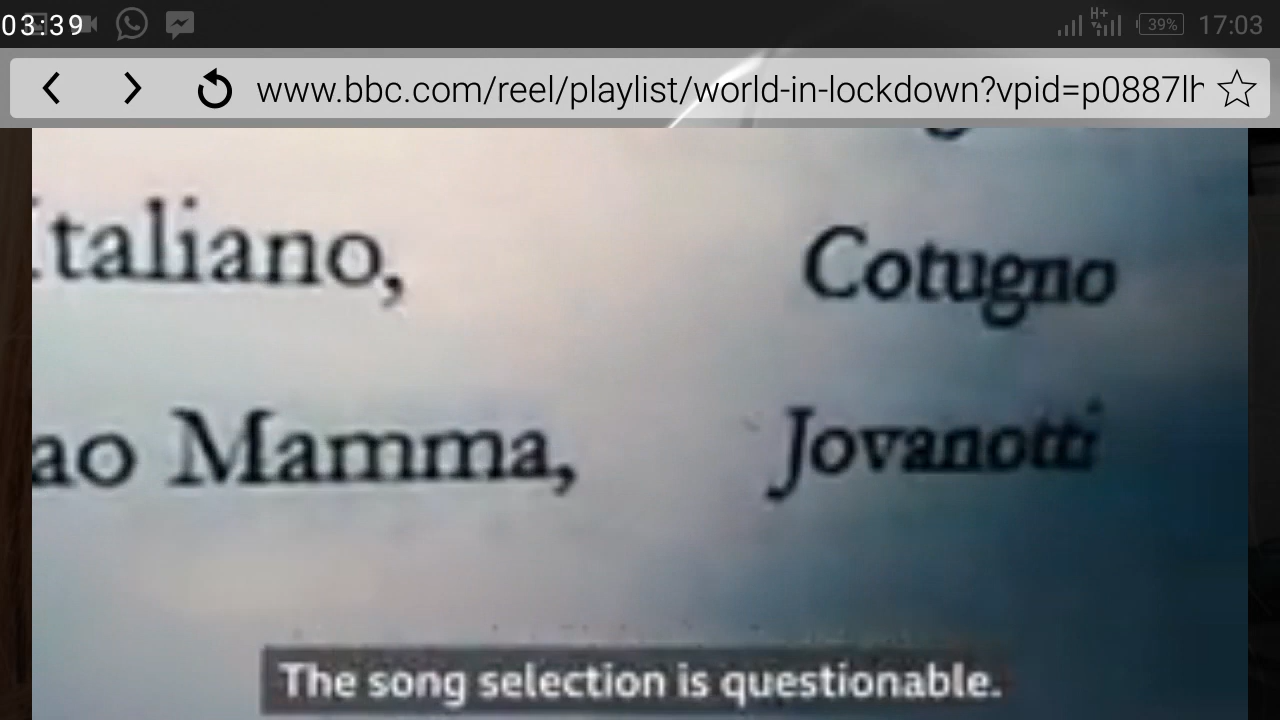 03:39
H+
39%
17:03
www.bbc.com/reel/playlist/world-in-lockdown?vpid=p0887lh
Italiano, Cotugno
ao Mamma, Jovanotti
The song selection is questionable.